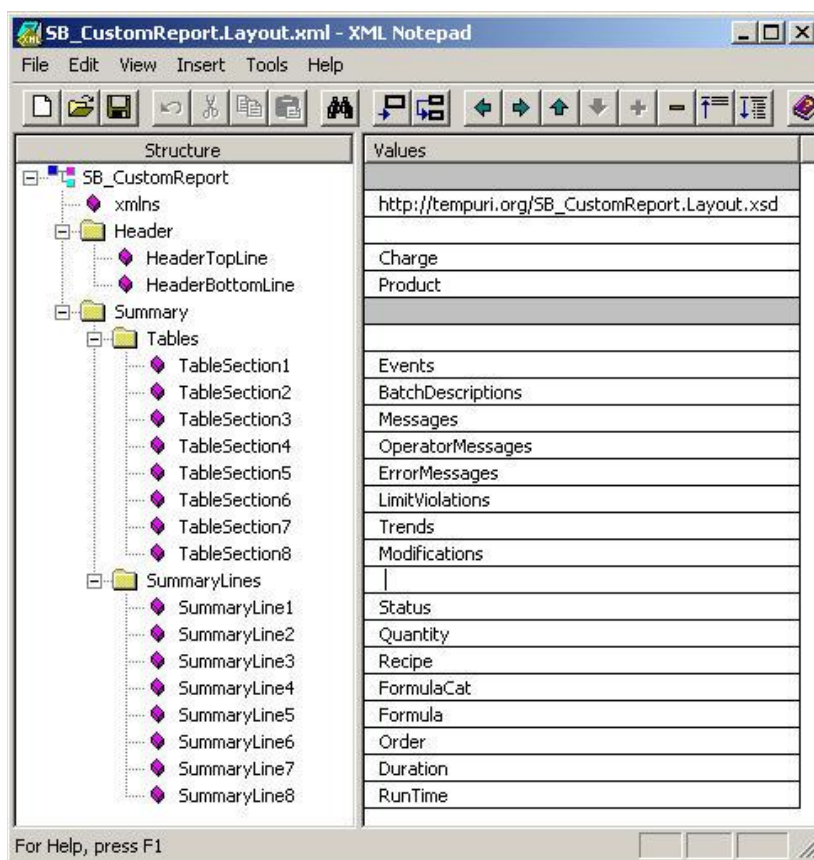 SB_CustomReport.Layout.xml - XML Notepad
File Edit View Insert Tools Help
Structure Values
SB_CustomReport
xmlns http://tempuri.org/SB_CustomReport.Layout.xsd
Header
HeaderTopLine Charge
HeaderBottomLine Product
Summary
Tables
TableSection1 Events
TableSection2 BatchDescriptions
TableSection3 Messages
TableSection4 OperatorMessages
TableSection5 ErrorMessages
TableSection6 LimitViolations
TableSection7 Trends
TableSection8 Modifications
SummaryLines
SummaryLine1 Status
SummaryLine2 Quantity
SummaryLine3 Recipe
SummaryLine4 FormulaCat
SummaryLine5 Formula
SummaryLine6 Order
SummaryLine7 Duration
SummaryLine8 RunTime
For Help, press F1